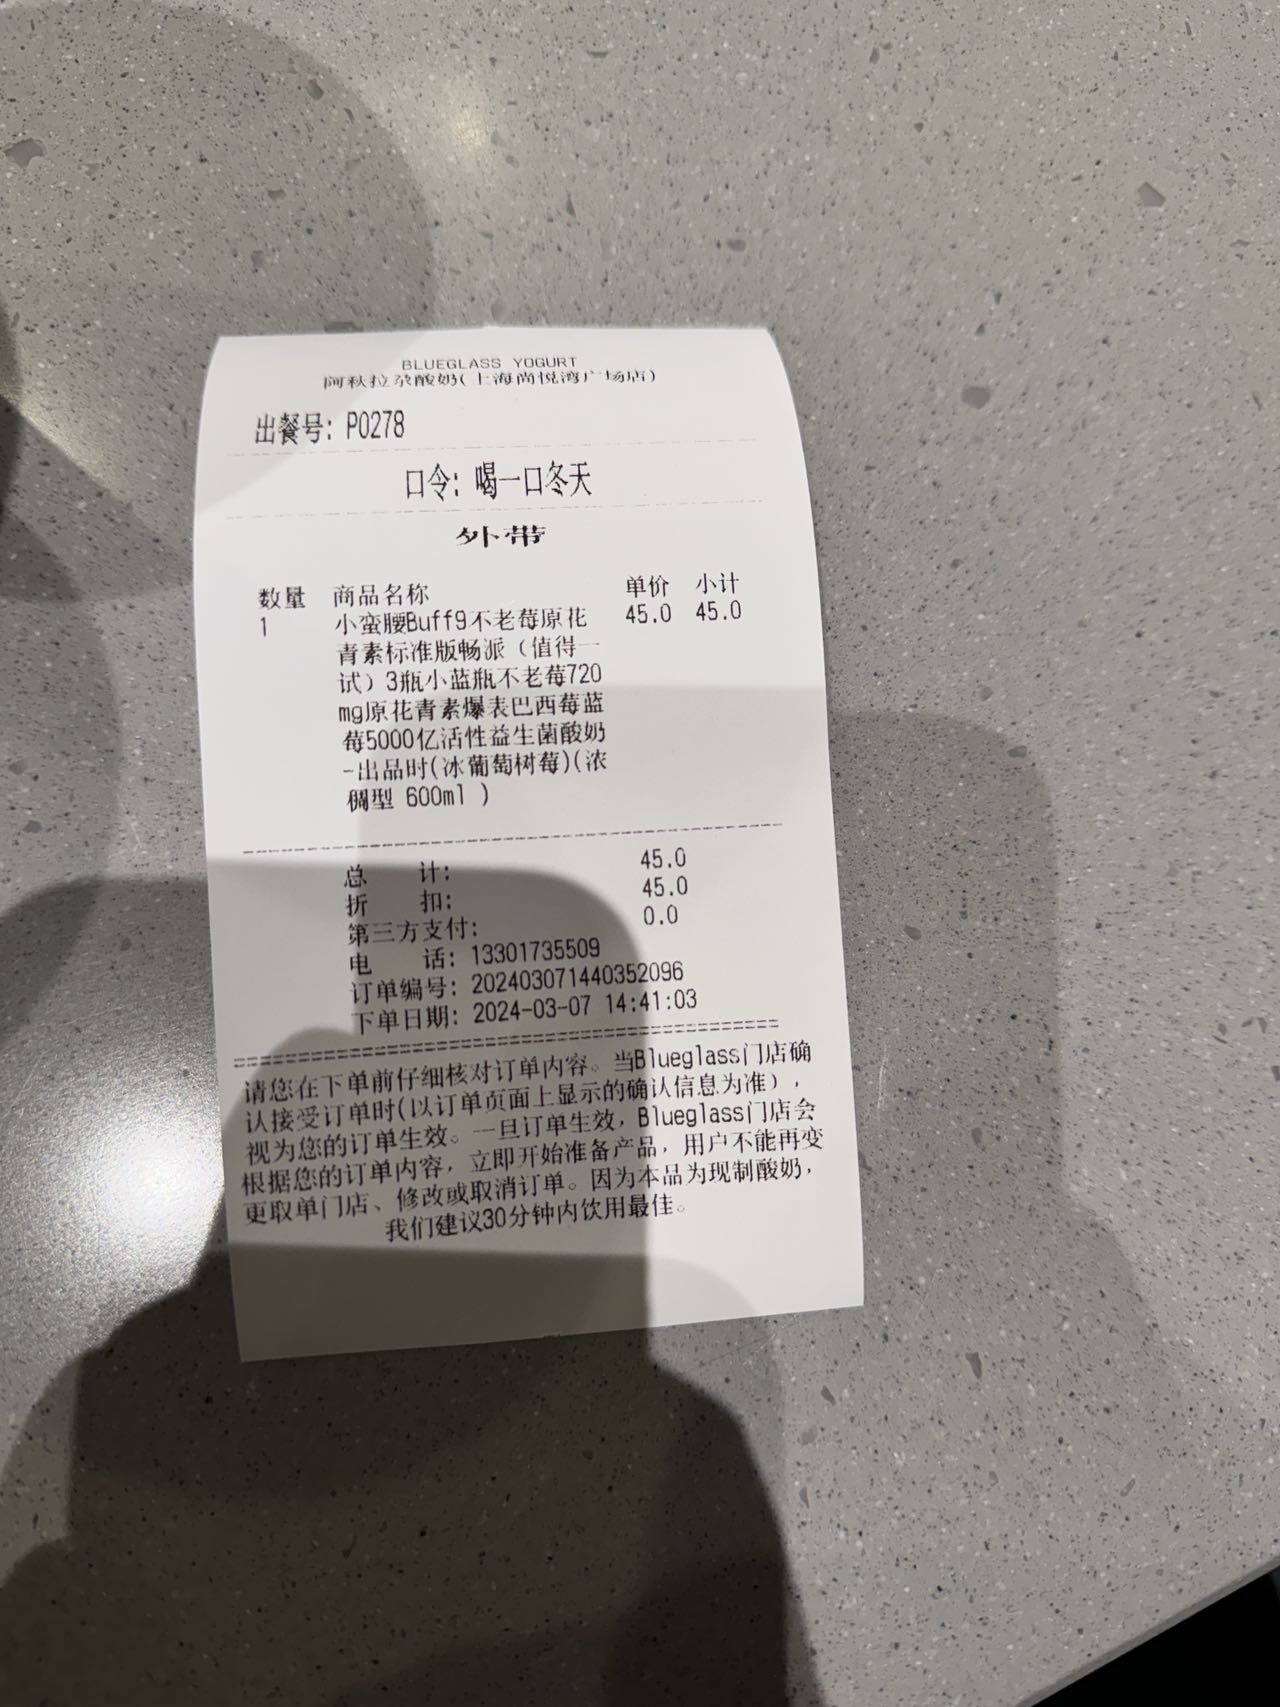 BLUEGLASS YOGURT
阿秋拉尕酸奶(上海尚悦湾广场店)
出餐号: P0278
口令: 喝一口冬天
外带
数量 商品名称 单价 小计
1 小蛮腰Buff9不老莓原花 45.0 45.0
青素标准版畅派（值得一
试）3瓶小蓝瓶不老莓720
mg原花青素爆表巴西莓蓝
莓5000亿活性益生菌酸奶
-出品时(冰葡萄树莓)(浓
稠型 600ml )
总 计: 45.0
折 扣: 45.0
第三方支付: 0.0
电 话: 13301735509
订单编号: 202403071440352096
下单日期: 2024-03-07 14:41:03
请您在下单前仔细核对订单内容。当Blueglass门店确
认接受订单时(以订单页面上显示的确认信息为准)，
视为您的订单生效。一旦订单生效，Blueglass门店会
根据您的订单内容，立即开始准备产品，用户不能再变
更取单门店、修改或取消订单。因为本品为现制酸奶，
我们建议30分钟内饮用最佳。